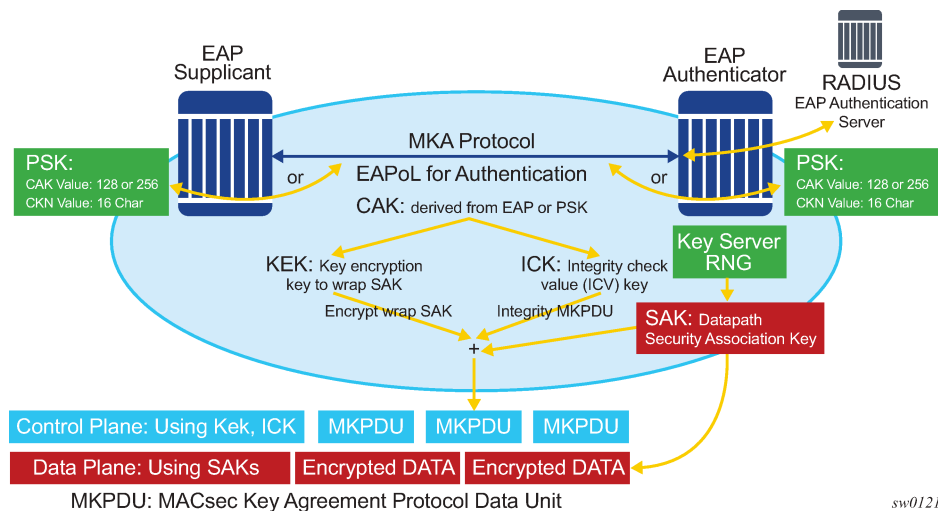 EAP
Supplicant
EAP
Authenticator
RADIUS
EAP Authentication
Server
MKA Protocol
PSK:
CAK Value: 128 or 256
CKN Value: 16 Char
or
EAPoL for Authentication
or
PSK:
CAK Value: 128 or 256
CKN Value: 16 Char
CAK: derived from EAP or PSK
KEK: Key encryption
key to wrap SAK
ICK: Integrity check
value (ICV) key
Key Server
RNG
Encrypt wrap SAK
Integrity MKPDU
SAK: Datapath
Security Association Key
+
Control Plane: Using Kek, ICK
MKPDU
MKPDU
MKPDU
Data Plane: Using SAKs
Encrypted DATA
Encrypted DATA
MKPDU: MACsec Key Agreement Protocol Data Unit
sw0121